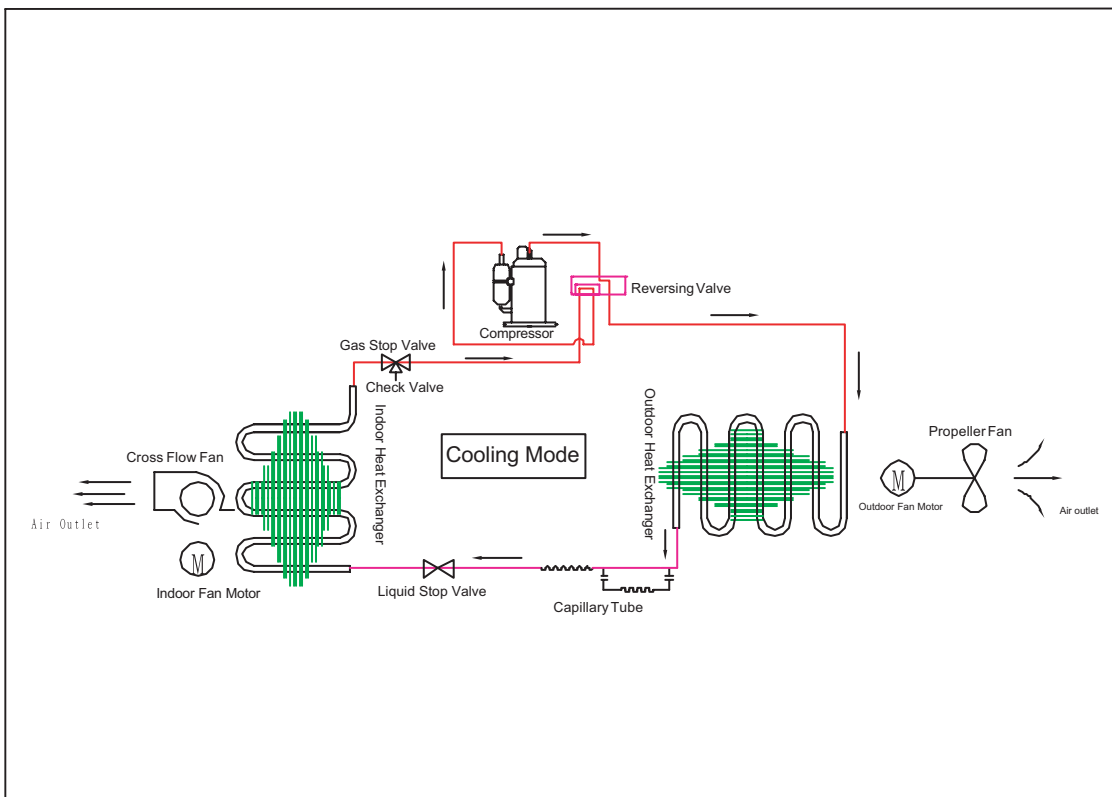 Reversing Valve
Compressor
Gas Stop Valve
Check Valve
Indoor Heat Exchanger
Outdoor Heat Exchanger
Cooling Mode
Propeller Fan
Cross Flow Fan
M
Outdoor Fan Motor
Air outlet
Air Outlet
M
Indoor Fan Motor
Liquid Stop Valve
Capillary Tube